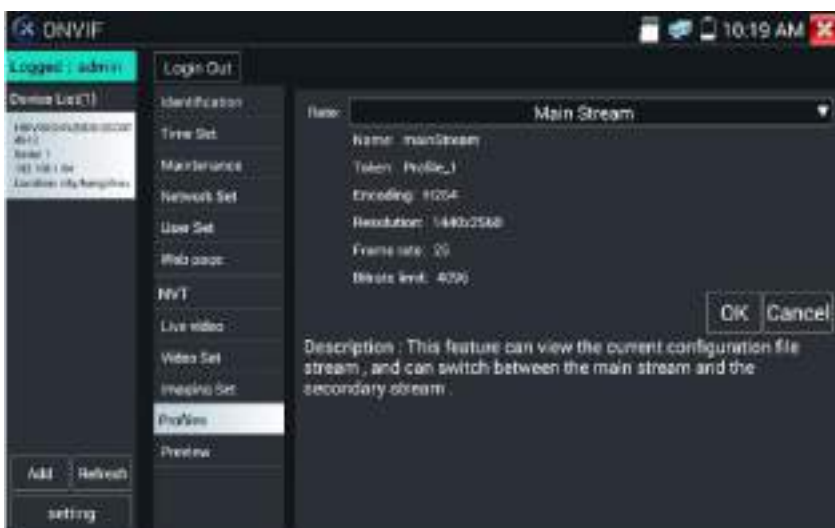 ONVIF
10:19 AM
Logged : admin
Login Out
Device List(1)
Name 1
Identification
Time Set
Maintenance
Network Set
User Set
Web page
NVT
Live video
Video Set
Imaging Set
Profiles
Preview
Add
Refresh
setting
Main Stream
Name: mainStream
Token: Profile_1
Encoding: H264
Resolution: 1440x2560
Frame rate: 25
Bitrate limit: 4096
OK
Cancel
Description : This feature can view the current configuration file
stream , and can switch between the main stream and the
secondary stream .